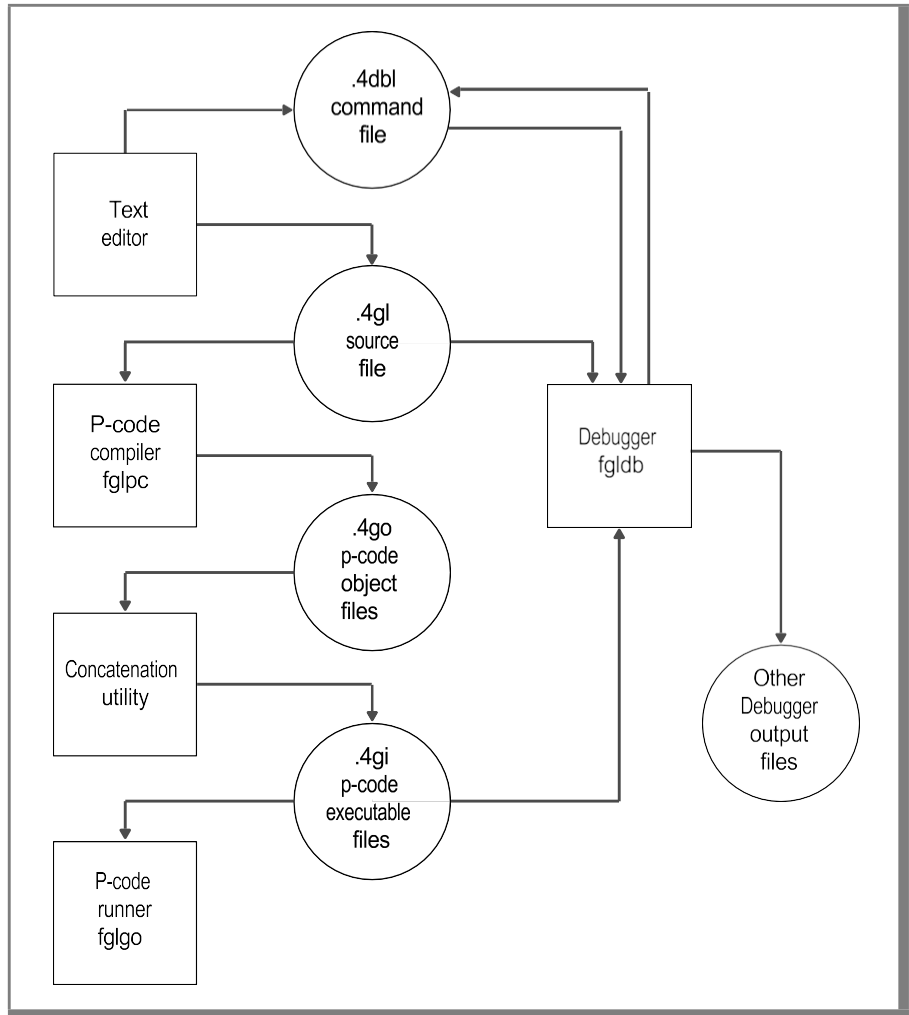 .4dbl
command
file
Text
editor
.4gl
source
file
P-code
compiler
fglpc
Debugger
fgldb
.4go
p-code
object
files
Concatenation
utility
Other
Debugger
output
files
.4gi
p-code
executable
files
P-code
runner
fglgo